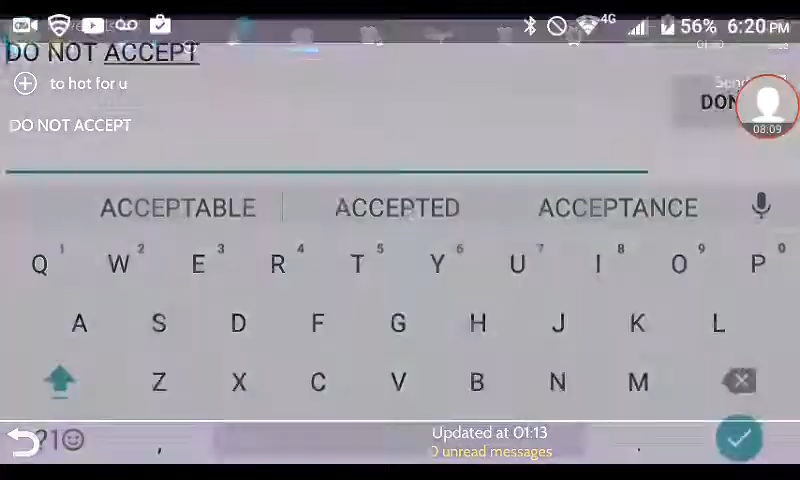 4G 56% 6:20 PM
DO NOT ACCEPT
to hot for u
DON
08:09
DO NOT ACCEPT
ACCEPTABLE ACCEPTED ACCEPTANCE
Q 1 W 2 E 3 R 4 T 5 Y 6 U 7 I 8 O 9 P 0
A S D F G H J K L
Z X C V B N M
?1 , .
Updated at 01:13
0 unread messages